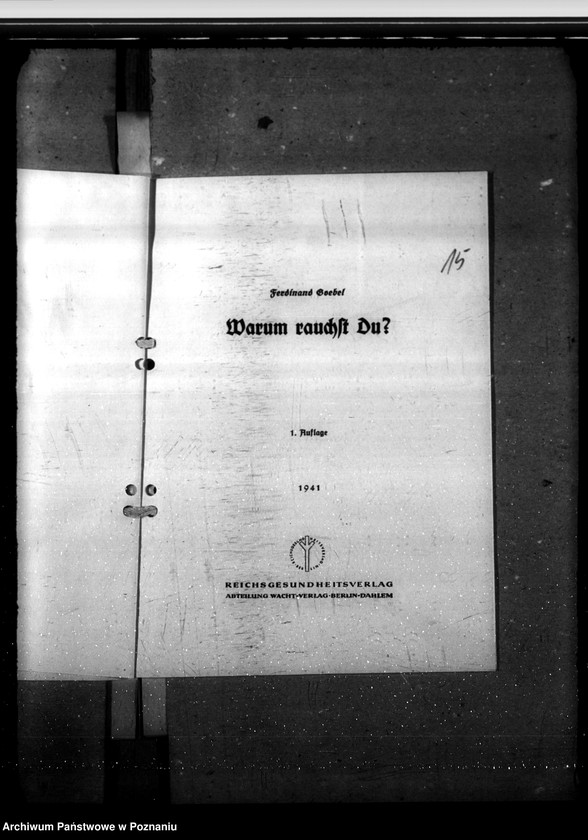 15
Ferdinand Goebel
Warum rauchst Du?
1. Auflage
1941
REICHSGESUNDHEITSVERLAG
ABTEILUNG WACHT-VERLAG·BERLIN-DAHLEM
Archiwum Państwowe w Poznaniu